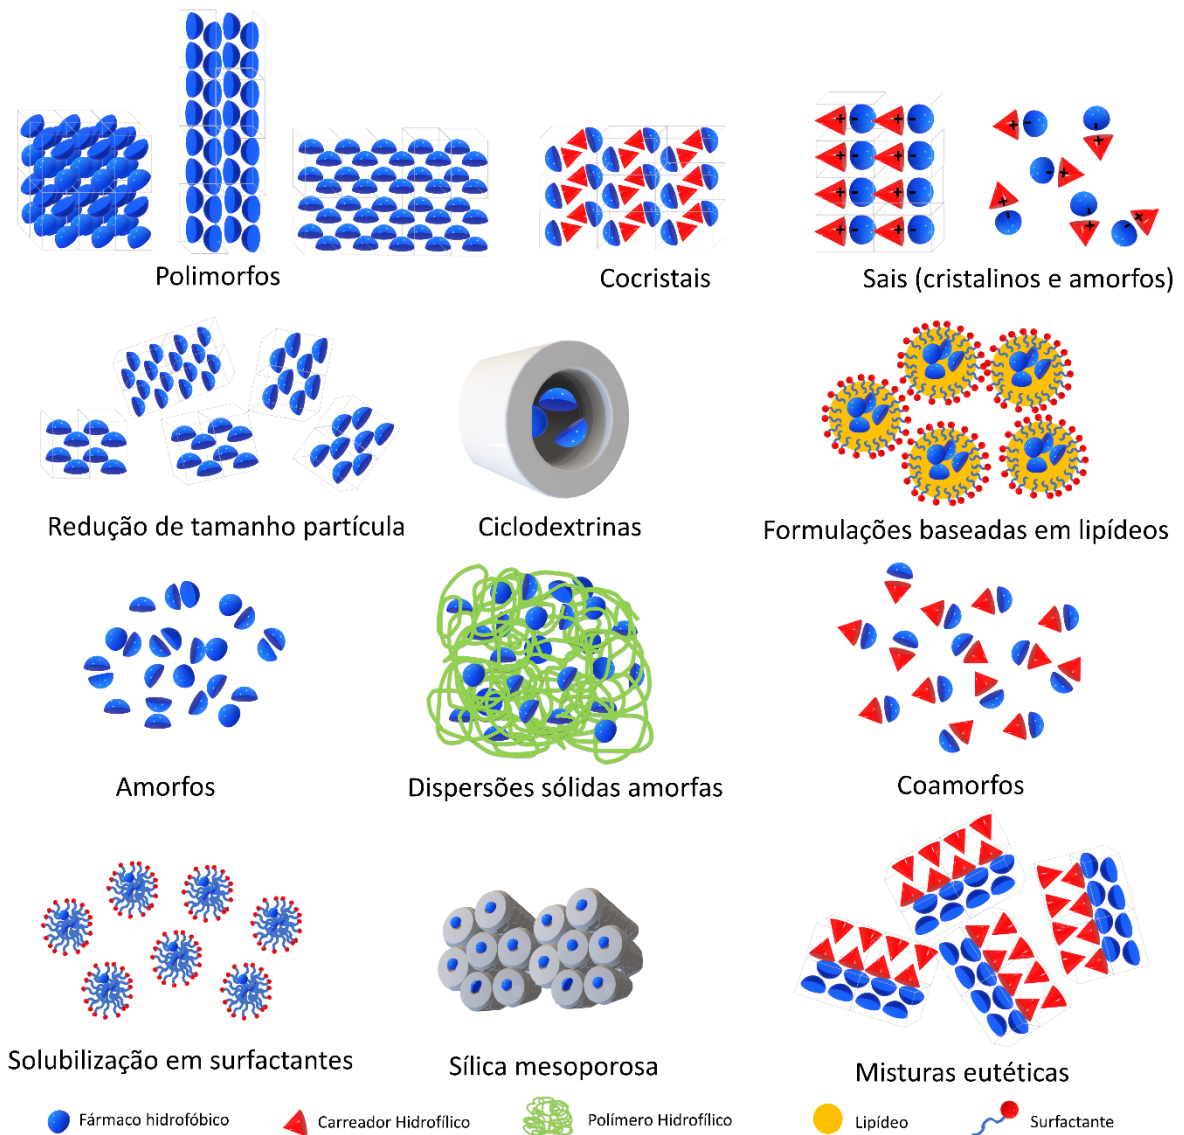 Polimorfos
Cocristais
Sais (cristalinos e amorfos)
Redução de tamanho partícula
Ciclodextrinas
Formulações baseadas em lipídeos
Amorfos
Dispersões sólidas amorfas
Coamorfos
Solubilização em surfactantes
Sílica mesoporosa
Misturas eutéticas
Fármaco hidrofóbico
Carreador Hidrofílico
Polímero Hidrofílico
Lipídeo
Surfactante